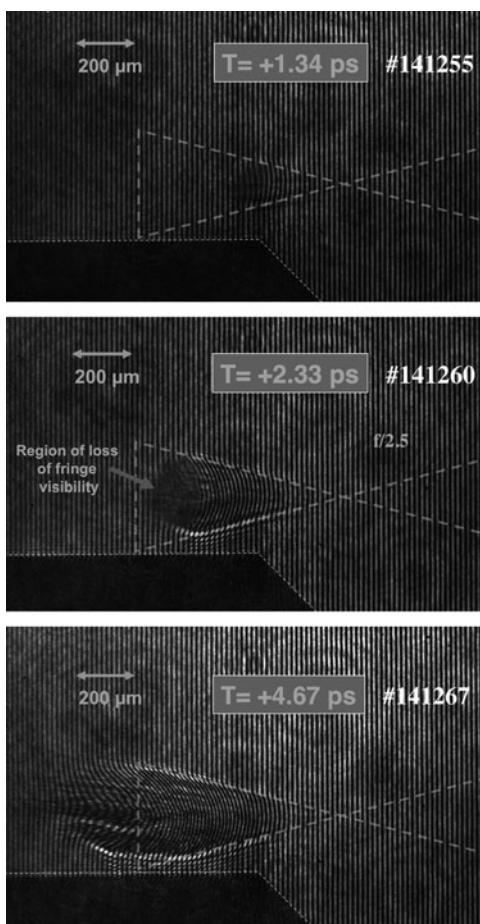 200 µm
T= +1.34 ps
#141255
200 µm
T= +2.33 ps
#141260
f/2.5
Region of loss
of fringe
visibility
200 µm
T= +4.67 ps
#141267